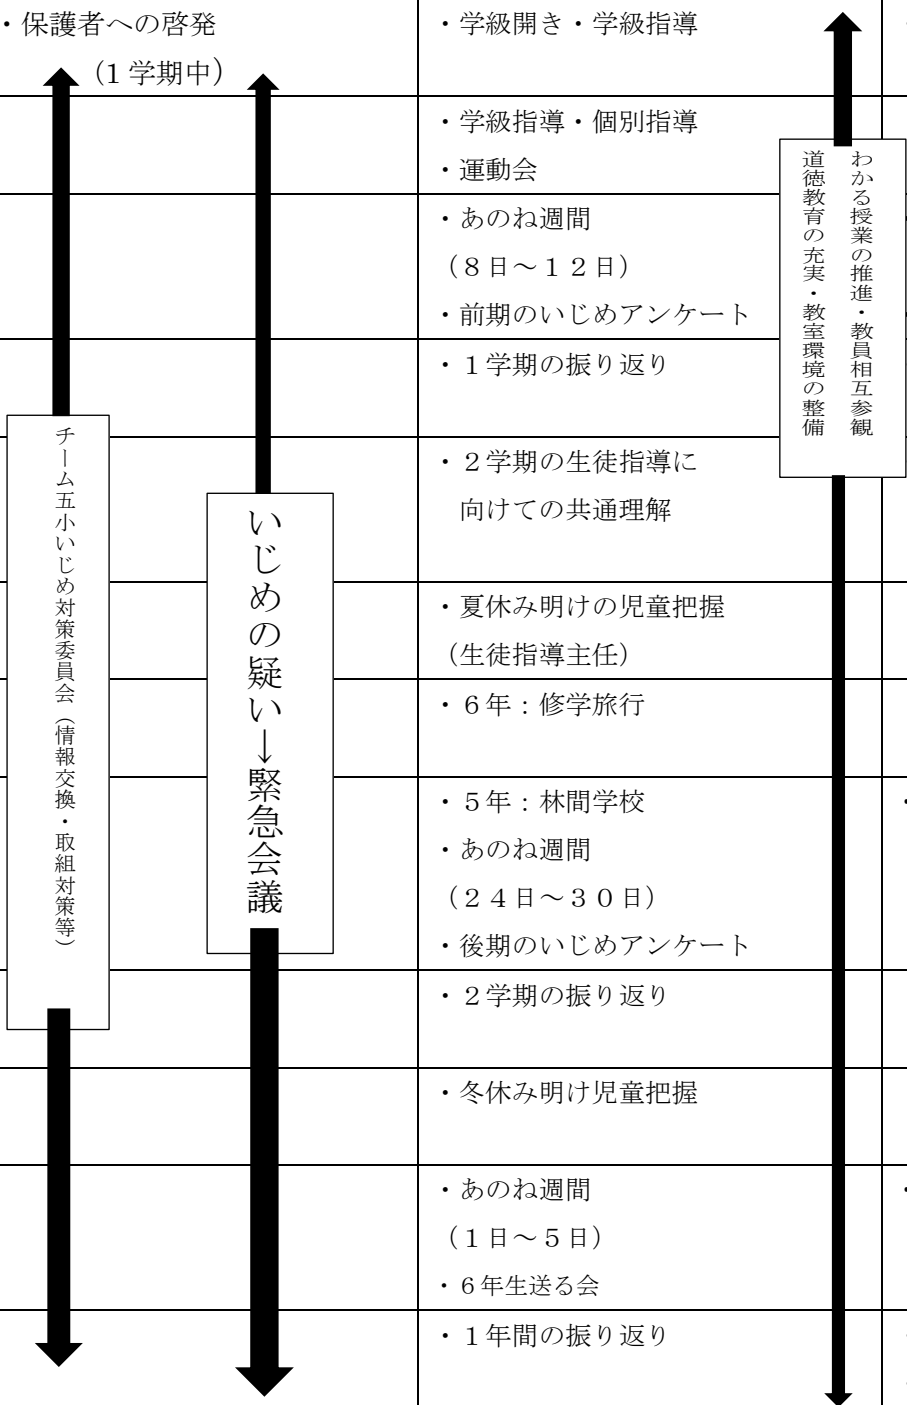 ・保護者への啓発
（1学期中）
・学級開き・学級指導
・学級指導・個別指導
・運動会
・あのね週間
（８日～１２日）
・前期のいじめアンケート
・１学期の振り返り
・２学期の生徒指導に
向けての共通理解
・夏休み明けの児童把握
（生徒指導主任）
・６年：修学旅行
・５年：林間学校
・あのね週間
（２４日～３０日）
・後期のいじめアンケート
・２学期の振り返り
・冬休み明け児童把握
・あのね週間
（１日～５日）
・６年生送る会
・１年間の振り返り
チーム五小いじめ対策委員会（情報交換・取組対策等）
いじめの疑い→緊急会議
わかる授業の推進・教員相互参観
道徳教育の充実・教室環境の整備